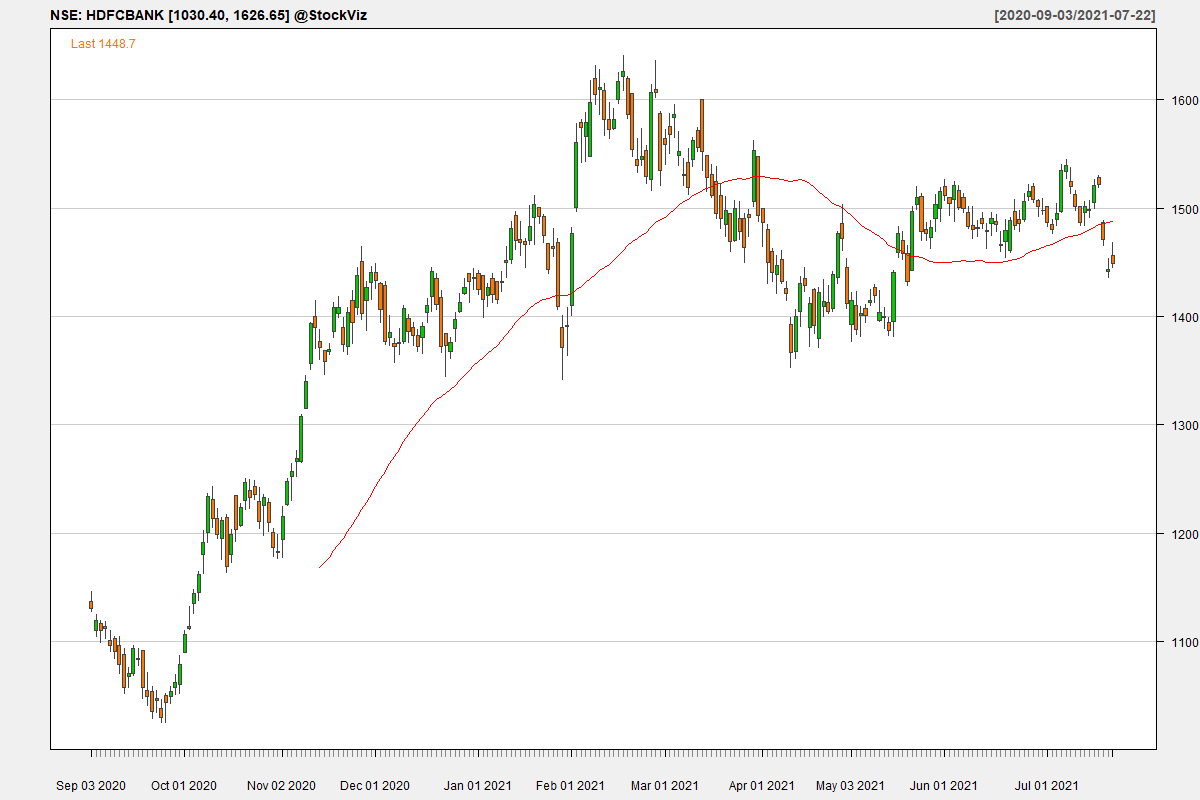 NSE: HDFCBANK [1030.40, 1626.65] @StockViz [2020-09-03/2021-07-22]
Last 1448.7
1600
1500
1400
1300
1200
1100
Sep 03 2020 Oct 01 2020 Nov 02 2020 Dec 01 2020 Jan 01 2021 Feb 01 2021 Mar 01 2021 Apr 01 2021 May 03 2021 Jun 01 2021 Jul 01 2021